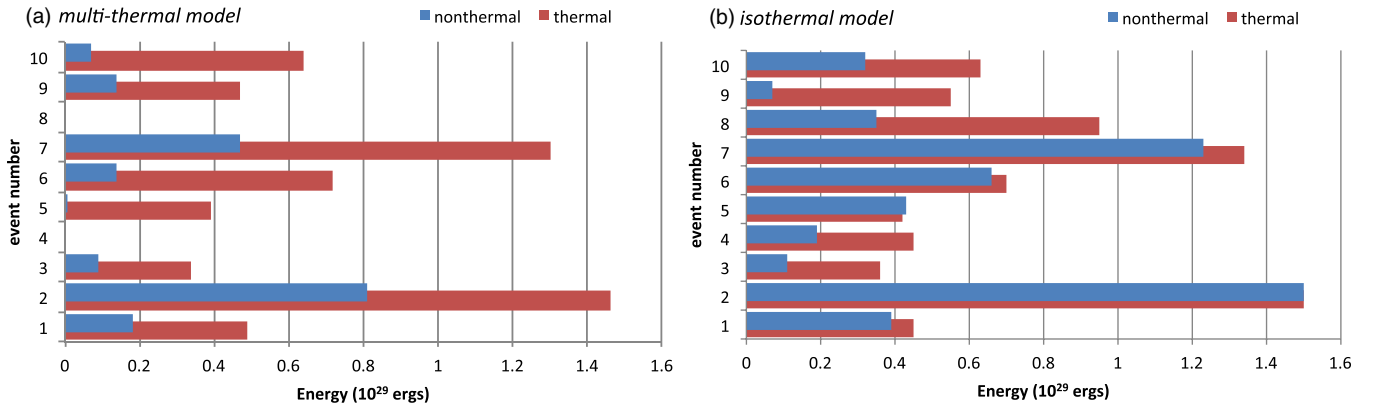 (a) multi-thermal model
nonthermal thermal
event number
10
9
8
7
6
5
4
3
2
1
0 0.2 0.4 0.6 0.8 1 1.2 1.4 1.6
Energy (10²⁹ ergs)
(b) isothermal model
nonthermal thermal
event number
10
9
8
7
6
5
4
3
2
1
0 0.2 0.4 0.6 0.8 1 1.2 1.4 1.6
Energy (10²⁹ ergs)